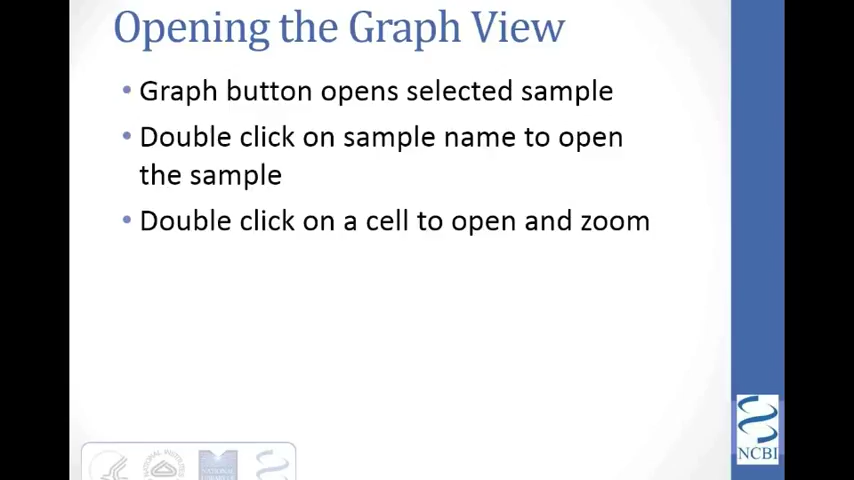 Opening the Graph View
• Graph button opens selected sample
• Double click on sample name to open
the sample
• Double click on a cell to open and zoom
NCBI